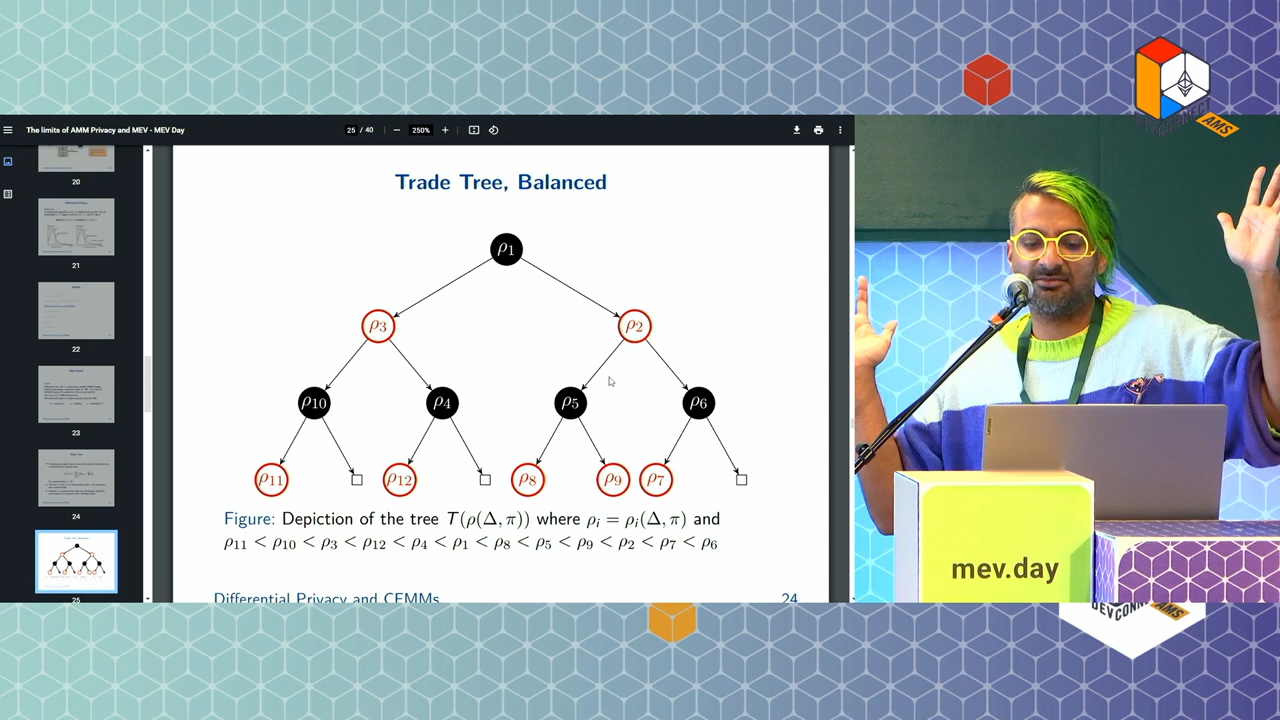 DEVCONNECT
AMS
The limits of AMM Privacy and MEV - MEV Day
25 / 40
250%
20
21
22
23
24
25
Trade Tree, Balanced
ρ1
ρ3
ρ2
ρ10
ρ4
ρ5
ρ6
ρ11
ρ12
ρ8
ρ9
ρ7
Figure: Depiction of the tree T(ρ(Δ, π)) where ρi = ρi(Δ, π) and
ρ11 < ρ10 < ρ3 < ρ12 < ρ4 < ρ1 < ρ8 < ρ5 < ρ9 < ρ2 < ρ7 < ρ6
Differential Privacy and CFMMs
24
Lenovo
mev.day
AMS